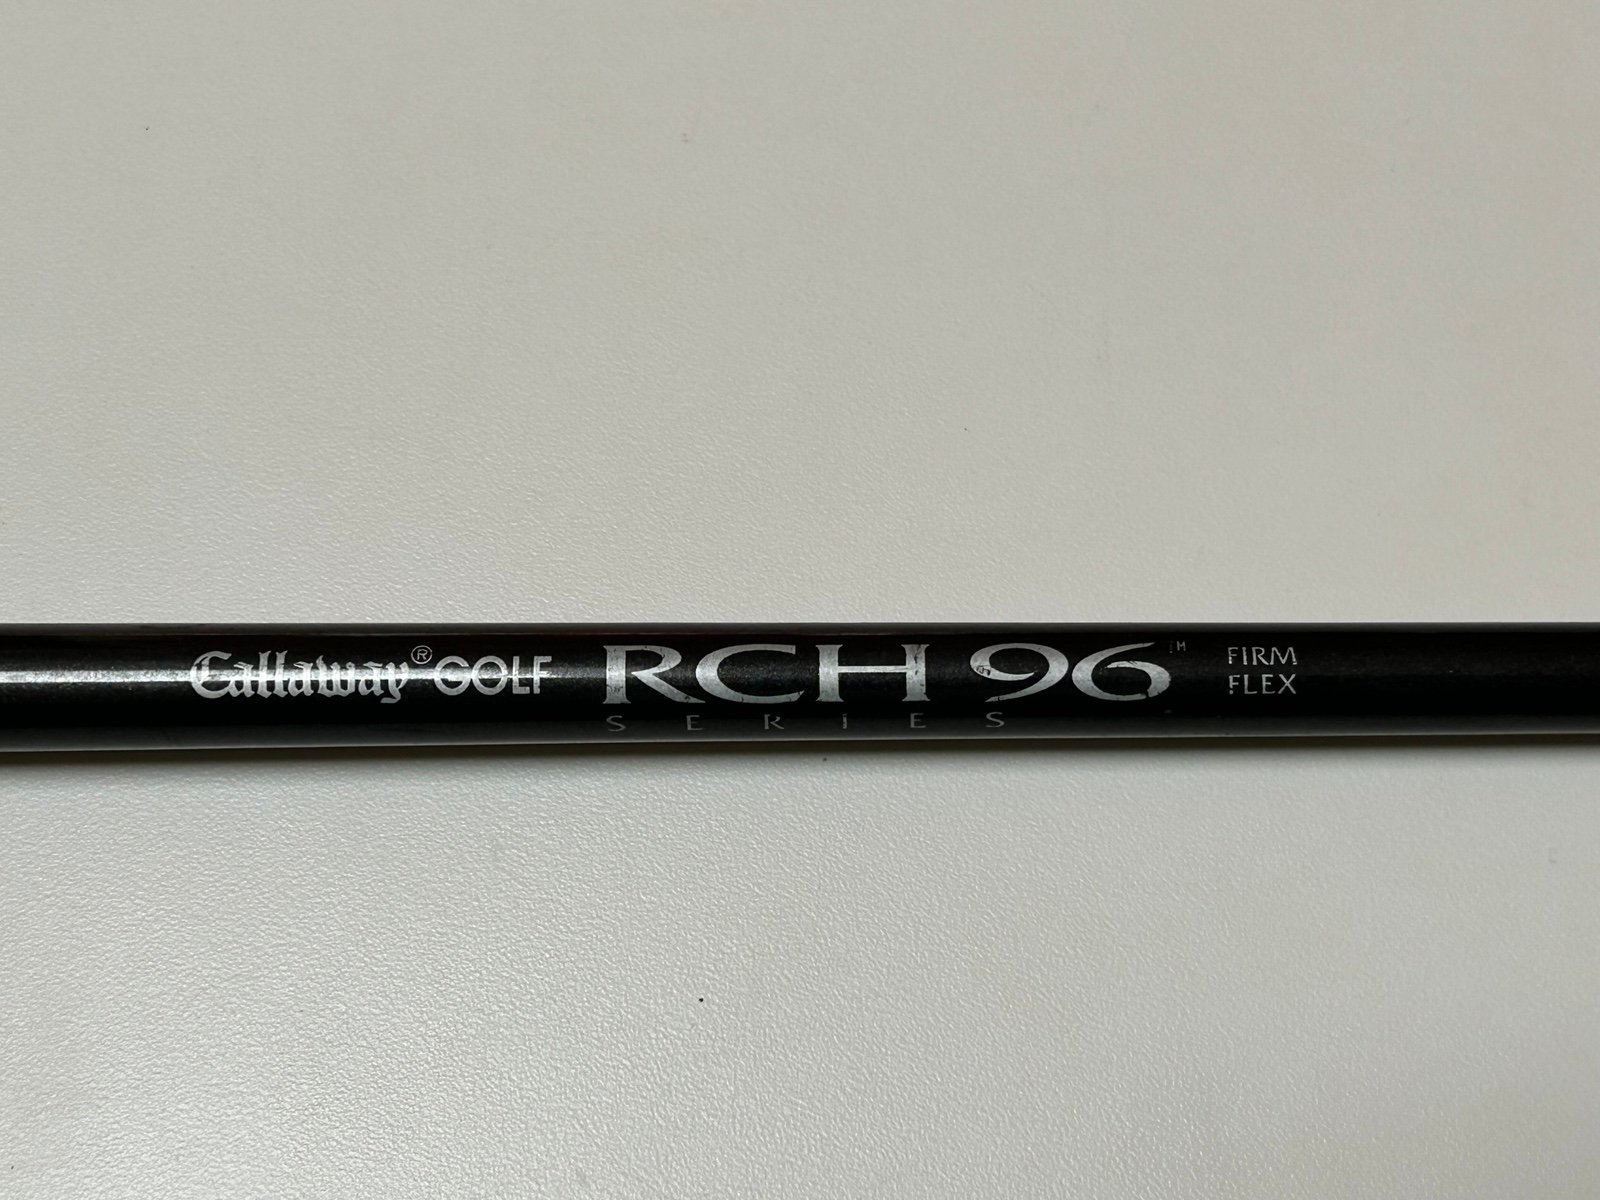 Callaway® GOLF RCH 96™ FIRM FLEX
SERIES